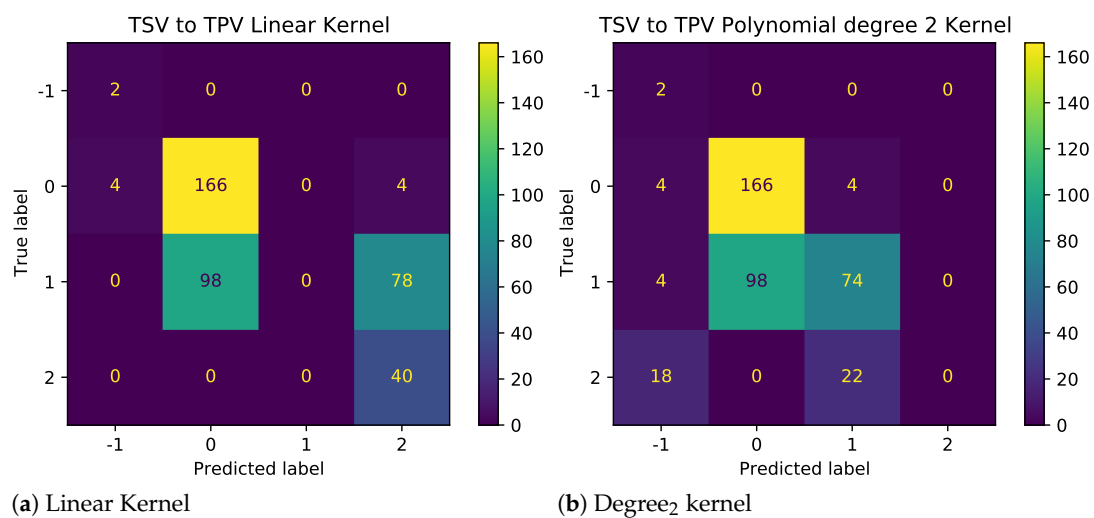 TSV to TPV Linear Kernel
TSV to TPV Polynomial degree 2 Kernel
True label
-1 2 0 0 0
0 4 166 0 4
1 0 98 0 78
2 0 0 0 40
-1 0 1 2
Predicted label
160
140
120
100
80
60
40
20
0
True label
-1 2 0 0 0
0 4 166 4 0
1 4 98 74 0
2 18 0 22 0
-1 0 1 2
Predicted label
160
140
120
100
80
60
40
20
0
(a) Linear Kernel
(b) Degree₂ kernel